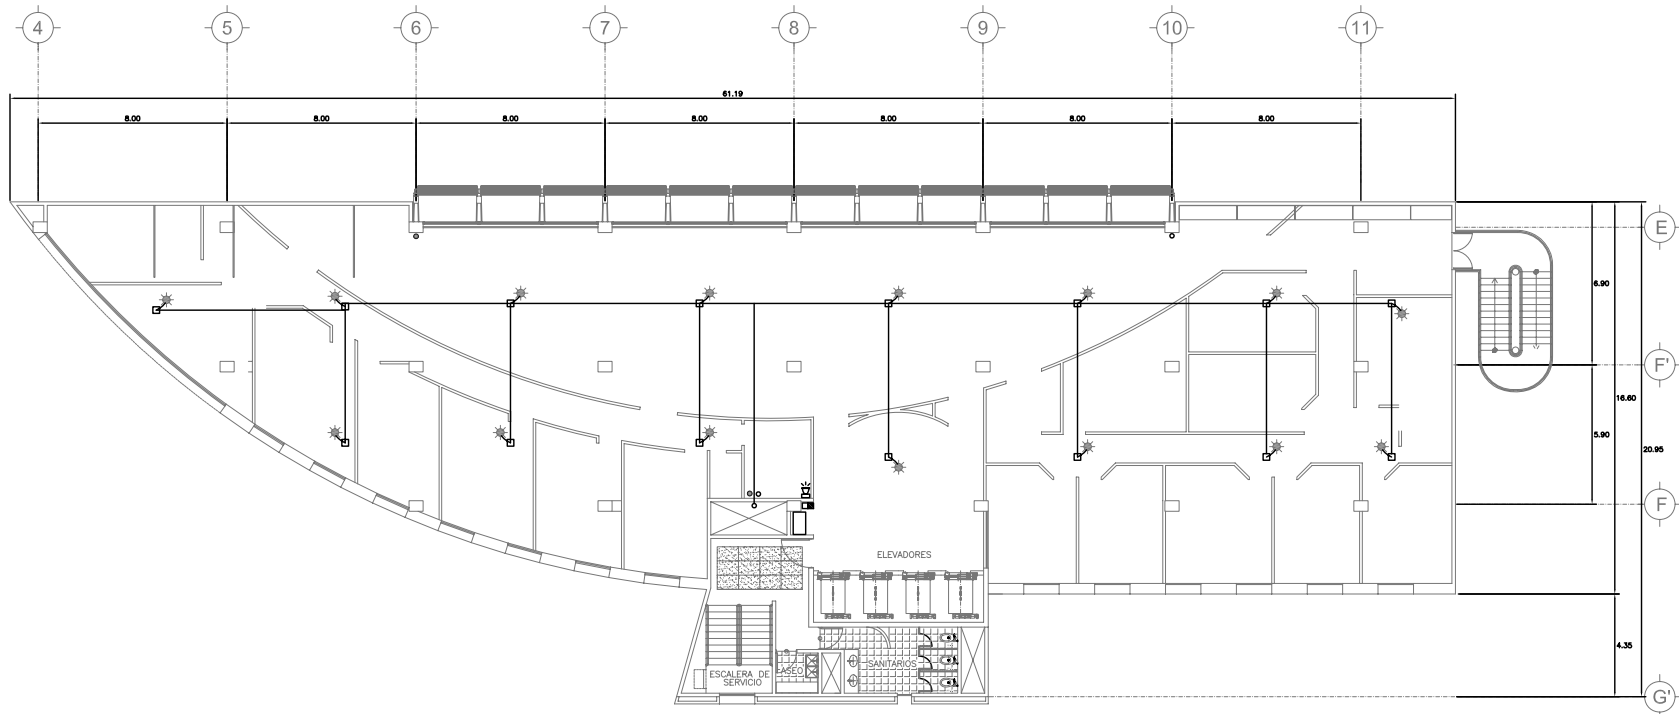 4 5 6 7 8 9 10 11
61.19
8.00 8.00 8.00 8.00 8.00 8.00 8.00
E
6.90
F'
16.60
5.90
20.95
F
ELEVADORES
4.35
SANITARIOS
ASEO
ESCALERA DE
SERVICIO
G'